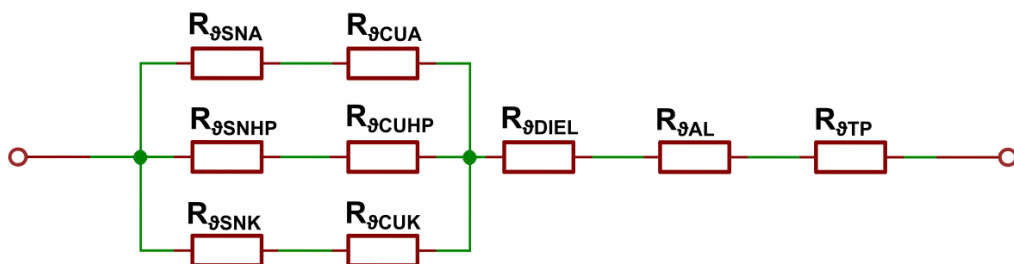 RϑSNA RϑCUA
RϑSNHP RϑCUHP RϑDIEL RϑAL RϑTP
RϑSNK RϑCUK